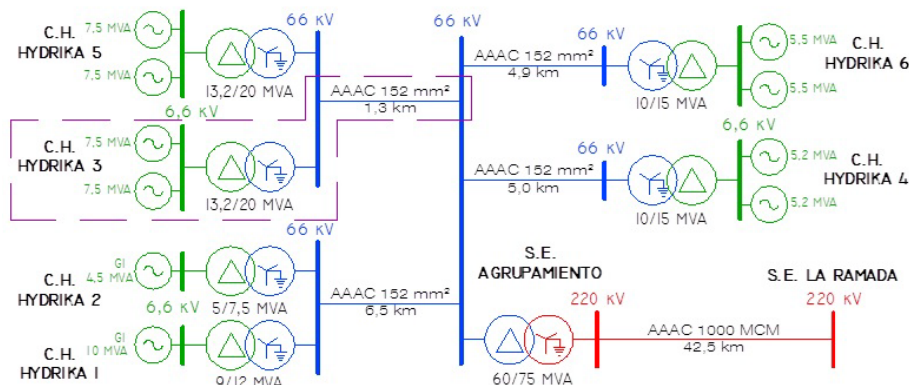 C.H.
HYDRIKA 5
7,5 MVA
7,5 MVA
13,2/20 MVA
66 kV
6,6 kV
C.H.
HYDRIKA 3
7,5 MVA
7,5 MVA
13,2/20 MVA
AAAC 152 mm²
1,3 km
66 kV
66 kV
AAAC 152 mm²
4,9 km
10/15 MVA
5,5 MVA
5,5 MVA
C.H.
HYDRIKA 6
6,6 kV
66 kV
AAAC 152 mm²
5,0 km
10/15 MVA
5,2 MVA
5,2 MVA
C.H.
HYDRIKA 4
C.H.
HYDRIKA 2
G1
4,5 MVA
6,6 kV
5/7,5 MVA
66 kV
AAAC 152 mm²
6,5 km
C.H.
HYDRIKA 1
G1
10 MVA
9/12 MVA
S.E.
AGRUPAMIENTO
220 kV
60/75 MVA
AAAC 1000 MCM
42,5 km
S.E. LA RAMADA
220 kV